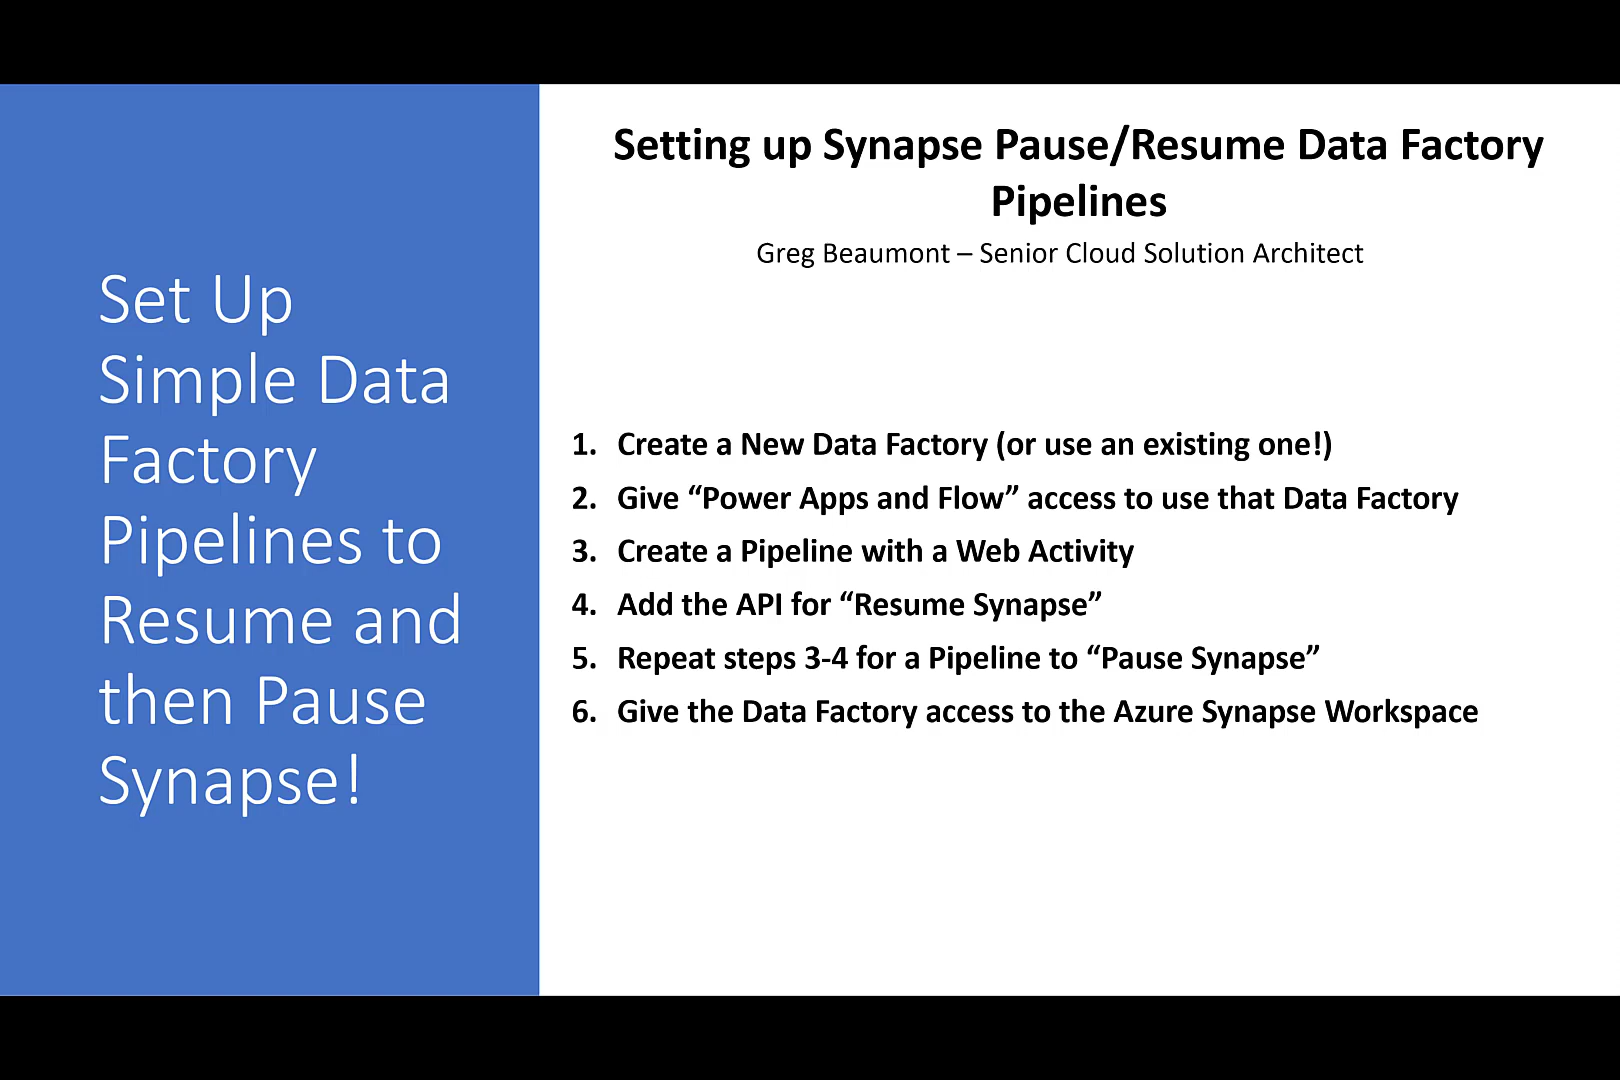 Set Up
Simple Data
Factory
Pipelines to
Resume and
then Pause
Synapse!
Setting up Synapse Pause/Resume Data Factory
Pipelines
Greg Beaumont – Senior Cloud Solution Architect
1. Create a New Data Factory (or use an existing one!)
2. Give “Power Apps and Flow” access to use that Data Factory
3. Create a Pipeline with a Web Activity
4. Add the API for “Resume Synapse”
5. Repeat steps 3-4 for a Pipeline to “Pause Synapse”
6. Give the Data Factory access to the Azure Synapse Workspace